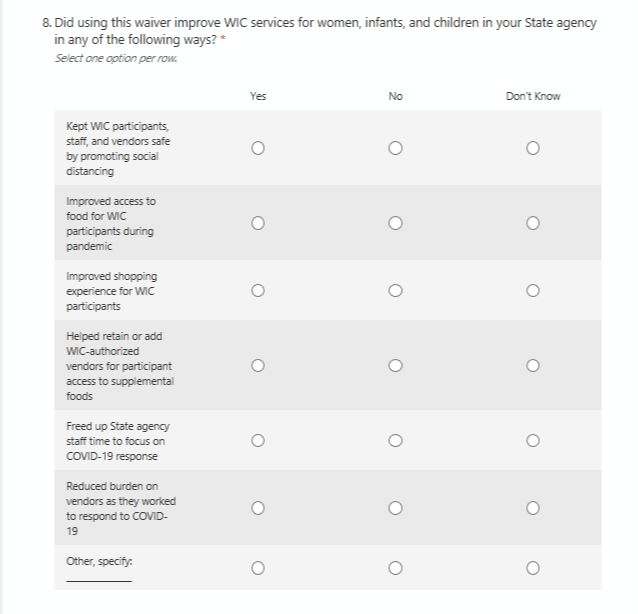 8. Did using this waiver improve WIC services for women, infants, and children in your State agency
in any of the following ways? *
Select one option per row.
Yes No Don't Know
Kept WIC participants,
staff, and vendors safe
by promoting social
distancing
Improved access to
food for WIC
participants during
pandemic
Improved shopping
experience for WIC
participants
Helped retain or add
WIC-authorized
vendors for participant
access to supplemental
foods
Freed up State agency
staff time to focus on
COVID-19 response
Reduced burden on
vendors as they worked
to respond to COVID-
19
Other, specify: